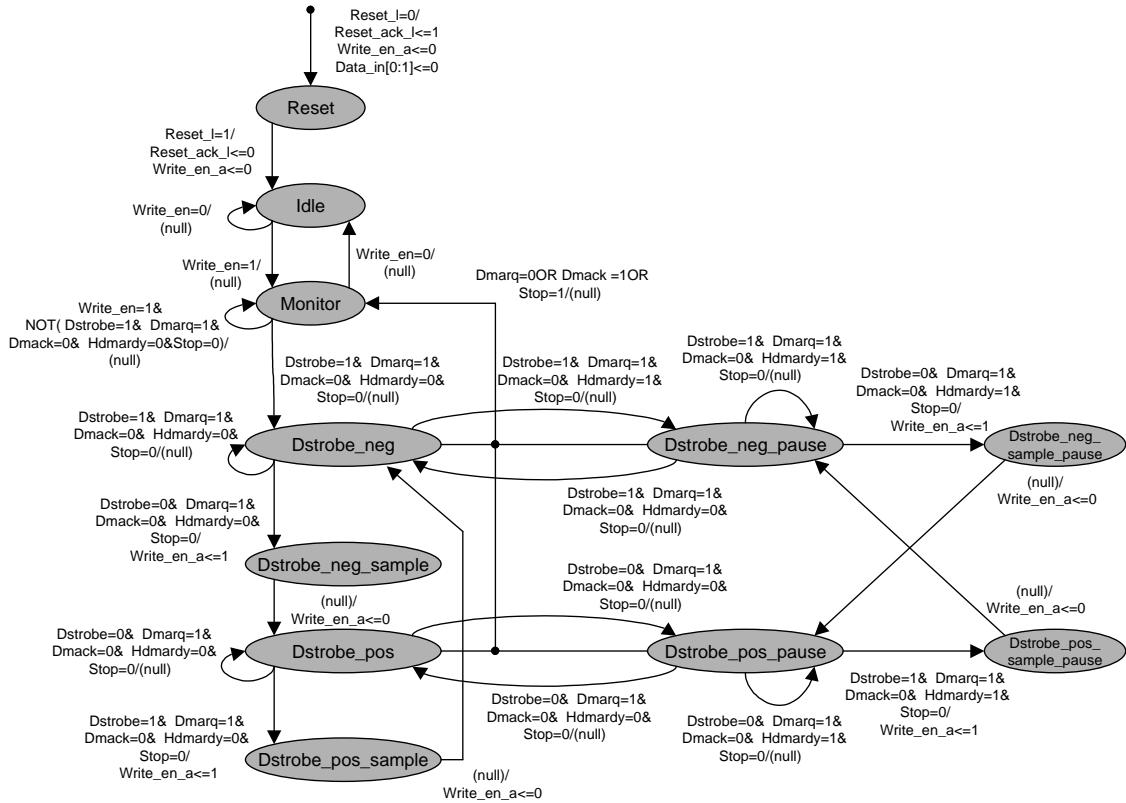 Reset_l=0/
Reset_ack_l<=1
Write_en_a<=0
Data_in[0:1]<=0
Reset
Reset_l=1/
Reset_ack_l<=0
Write_en_a<=0
Idle
Write_en=0/
(null)
Write_en=1/
(null)
Write_en=0/
(null)
Monitor
Dmarq=0OR Dmack =1OR
Stop=1/(null)
Write_en=1&
NOT( Dstrobe=1& Dmarq=1&
Dmack=0& Hdmardy=0&Stop=0)/
(null)
Dstrobe=1& Dmarq=1&
Dmack=0& Hdmardy=0&
Stop=0/(null)
Dstrobe=1& Dmarq=1&
Dmack=0& Hdmardy=1&
Stop=0/(null)
Dstrobe=1& Dmarq=1&
Dmack=0& Hdmardy=1&
Stop=0/(null)
Dstrobe=0& Dmarq=1&
Dmack=0& Hdmardy=1&
Stop=0/
Write_en_a<=1
Dstrobe=1& Dmarq=1&
Dmack=0& Hdmardy=0&
Stop=0/(null)
Dstrobe_neg
Dstrobe_neg_pause
Dstrobe_neg_
sample_pause
(null)/
Write_en_a<=0
Dstrobe=1& Dmarq=1&
Dmack=0& Hdmardy=0&
Stop=0/(null)
Dstrobe=0& Dmarq=1&
Dmack=0& Hdmardy=0&
Stop=0/
Write_en_a<=1
Dstrobe_neg_sample
(null)/
Write_en_a<=0
Dstrobe=0& Dmarq=1&
Dmack=0& Hdmardy=0&
Stop=0/(null)
(null)/
Write_en_a<=0
Dstrobe=0& Dmarq=1&
Dmack=0& Hdmardy=0&
Stop=0/(null)
Dstrobe_pos
Dstrobe_pos_pause
Dstrobe_pos_
sample_pause
Dstrobe=0& Dmarq=1&
Dmack=0& Hdmardy=0&
Stop=0/(null)
Dstrobe=0& Dmarq=1&
Dmack=0& Hdmardy=1&
Stop=0/(null)
Dstrobe=1& Dmarq=1&
Dmack=0& Hdmardy=1&
Stop=0/
Write_en_a<=1
Dstrobe=1& Dmarq=1&
Dmack=0& Hdmardy=0&
Stop=0/
Write_en_a<=1
Dstrobe_pos_sample
(null)/
Write_en_a<=0